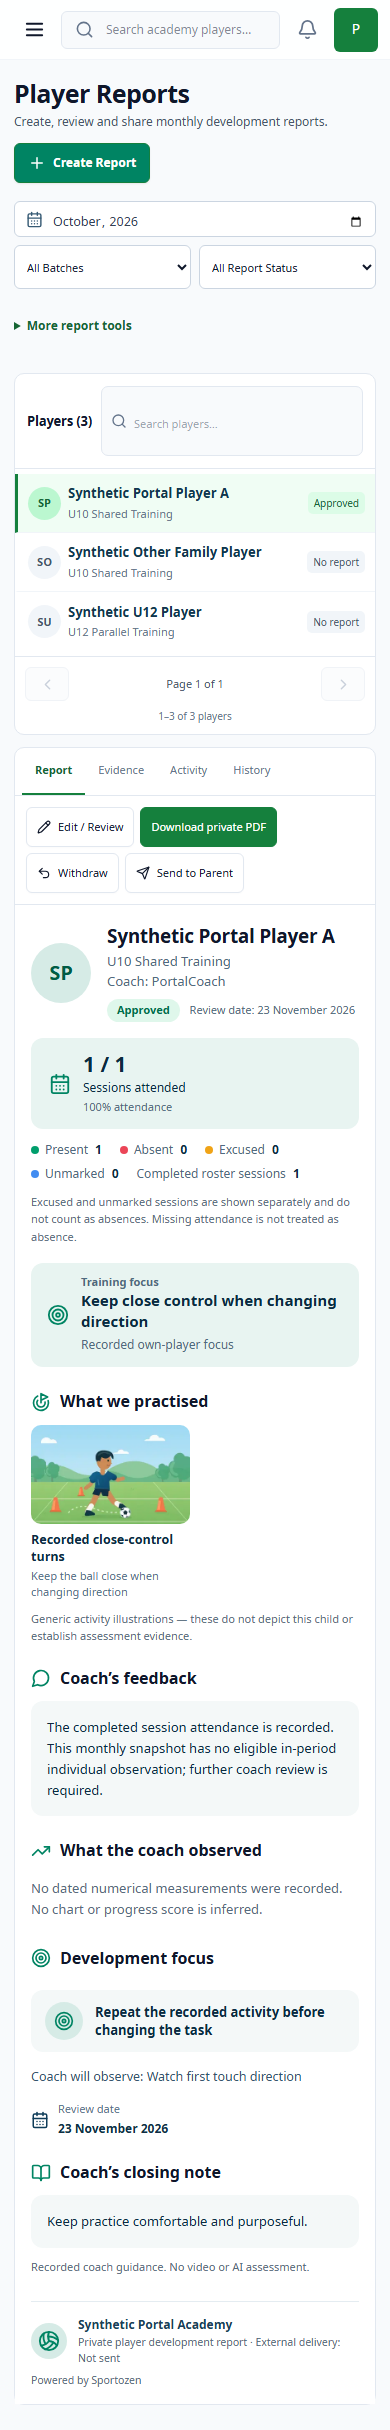 Search academy players...
P
Player Reports
Create, review and share monthly development reports.
Create Report
October, 2026
All Batches
All Report Status
More report tools
Players (3)
Search players...
SP
Synthetic Portal Player A
U10 Shared Training
Approved
SO
Synthetic Other Family Player
U10 Shared Training
No report
SU
Synthetic U12 Player
U12 Parallel Training
No report
Page 1 of 1
1–3 of 3 players
Report
Evidence
Activity
History
Edit / Review
Download private PDF
Withdraw
Send to Parent
SP
Synthetic Portal Player A
U10 Shared Training
Coach: PortalCoach
Approved
Review date: 23 November 2026
1 / 1
Sessions attended
100% attendance
Present 1
Absent 0
Excused 0
Unmarked 0
Completed roster sessions 1
Excused and unmarked sessions are shown separately and do
not count as absences. Missing attendance is not treated as
absence.
Training focus
Keep close control when changing
direction
Recorded own-player focus
What we practised
Recorded close-control
turns
Keep the ball close when
changing direction
Generic activity illustrations — these do not depict this child or
establish assessment evidence.
Coach’s feedback
The completed session attendance is recorded.
This monthly snapshot has no eligible in-period
individual observation; further coach review is
required.
What the coach observed
No dated numerical measurements were recorded.
No chart or progress score is inferred.
Development focus
Repeat the recorded activity before
changing the task
Coach will observe: Watch first touch direction
Review date
23 November 2026
Coach’s closing note
Keep practice comfortable and purposeful.
Recorded coach guidance. No video or AI assessment.
Synthetic Portal Academy
Private player development report · External delivery:
Not sent
Powered by Sportozen